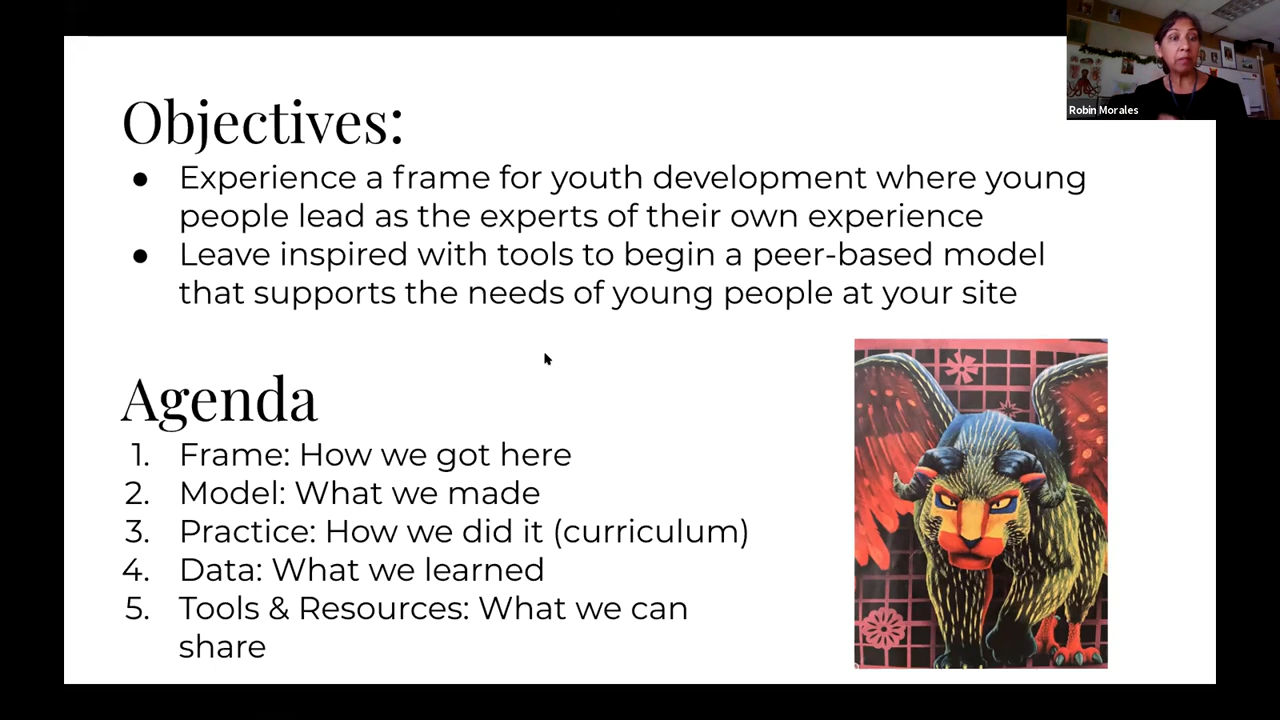 Objectives:
● Experience a frame for youth development where young
people lead as the experts of their own experience
● Leave inspired with tools to begin a peer-based model
that supports the needs of young people at your site
Agenda
1. Frame: How we got here
2. Model: What we made
3. Practice: How we did it (curriculum)
4. Data: What we learned
5. Tools & Resources: What we can
share
Robin Morales